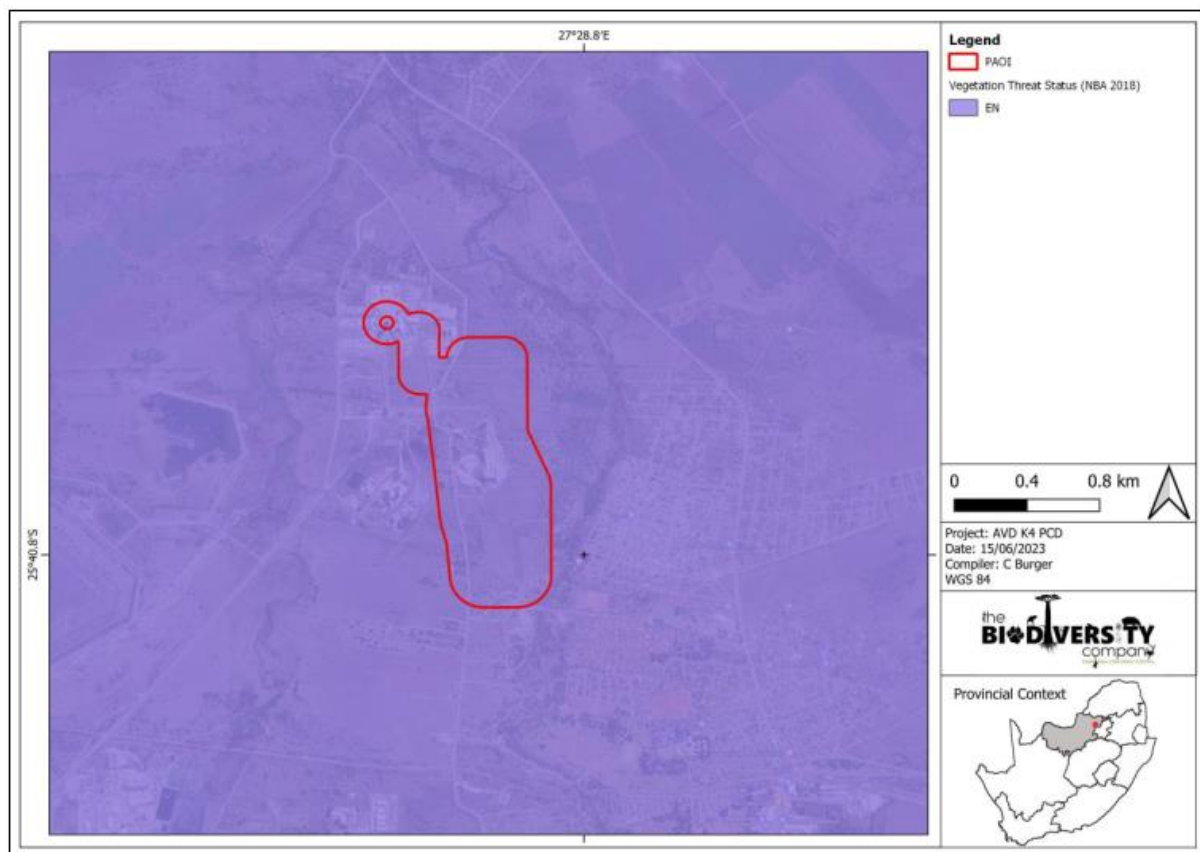 27°28.8'E
25°40.8'S
Legend
PAOI
Vegetation Threat Status (NBA 2018)
EN
0 0.4 0.8 km
Project: AVD K4 PCD
Date: 15/06/2023
Compiler: C Burger
WGS 84
the
BIODIVERSITY
company
Provincial Context